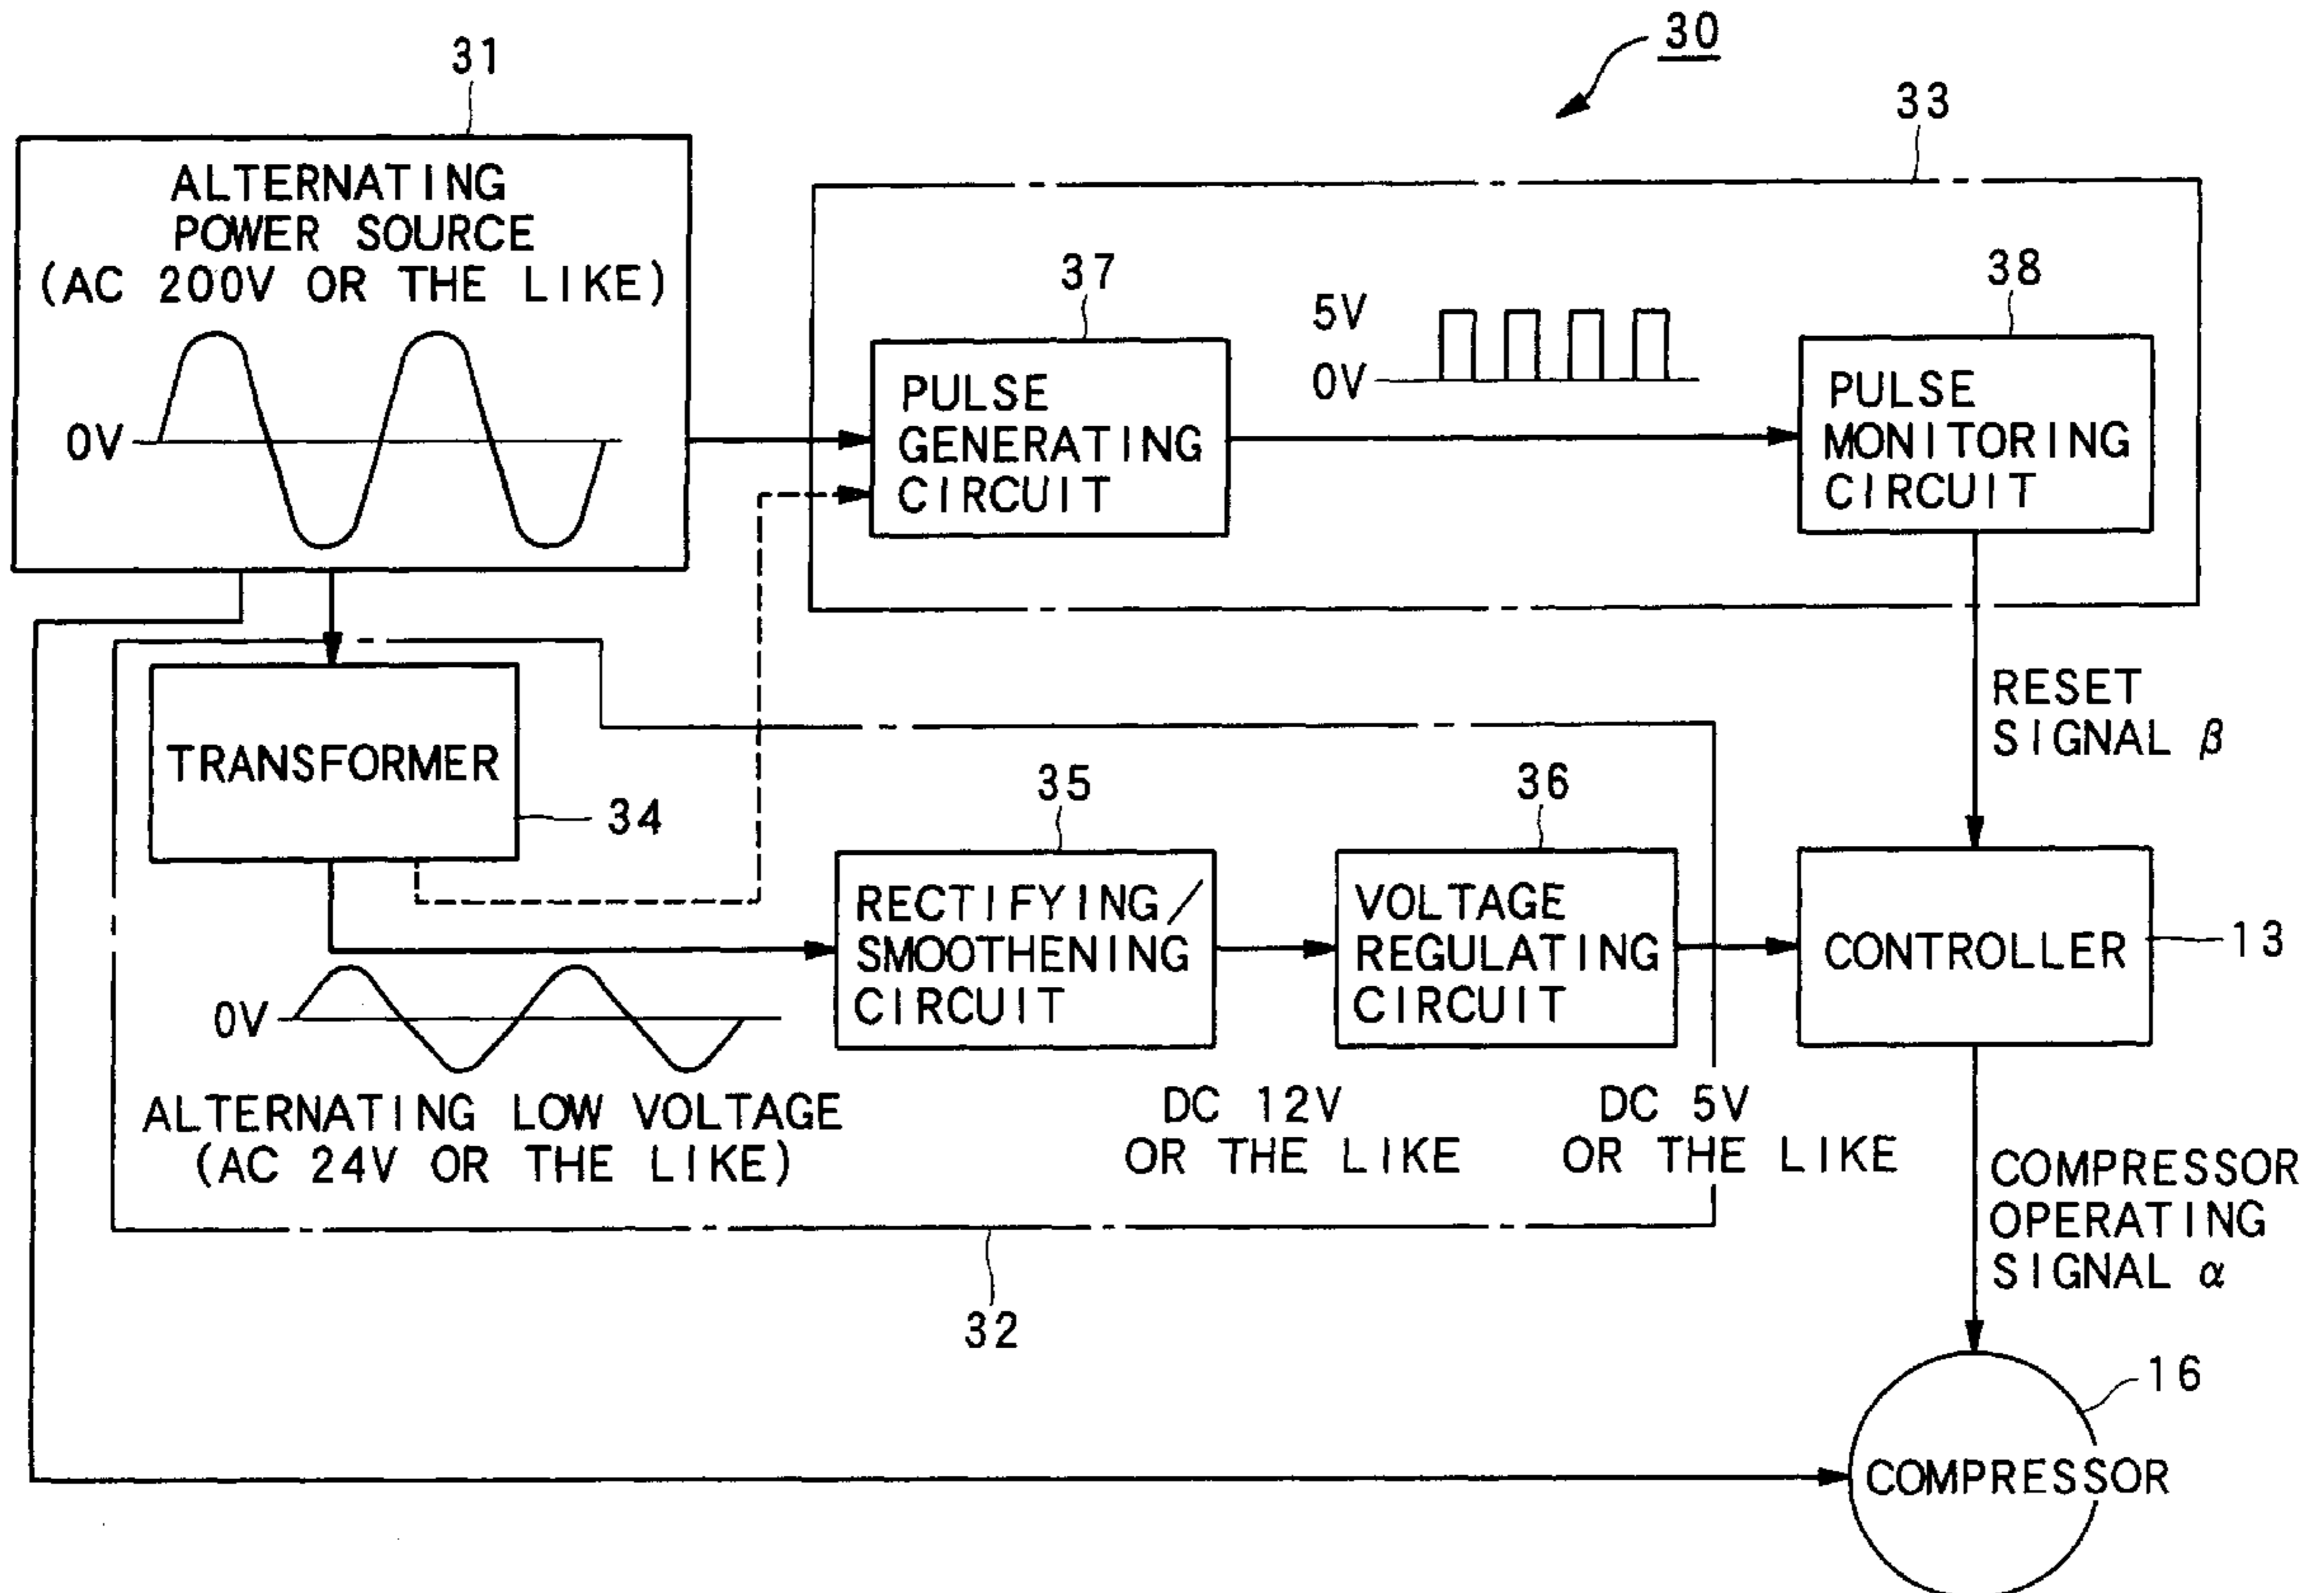 30
31
33
ALTERNATING
POWER SOURCE
(AC 200V OR THE LIKE)
0V
37
38
5V
0V
PULSE
GENERATING
CIRCUIT
PULSE
MONITORING
CIRCUIT
RESET
SIGNAL β
TRANSFORMER
34
35
36
RECTIFYING/
SMOOTHENING
CIRCUIT
VOLTAGE
REGULATING
CIRCUIT
CONTROLLER
13
0V
ALTERNATING LOW VOLTAGE
(AC 24V OR THE LIKE)
DC 12V
OR THE LIKE
DC 5V
OR THE LIKE
COMPRESSOR
OPERATING
SIGNAL α
32
16
COMPRESSOR